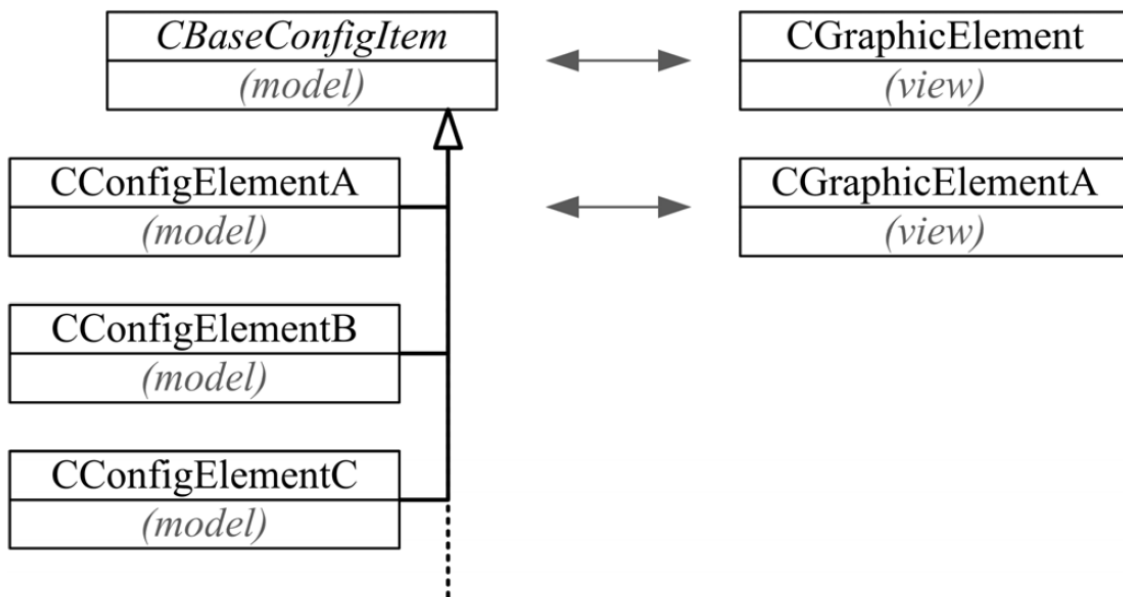 CBaseConfigItem
(model)
CGraphicElement
(view)
CConfigElementA
(model)
CGraphicElementA
(view)
CConfigElementB
(model)
CConfigElementC
(model)